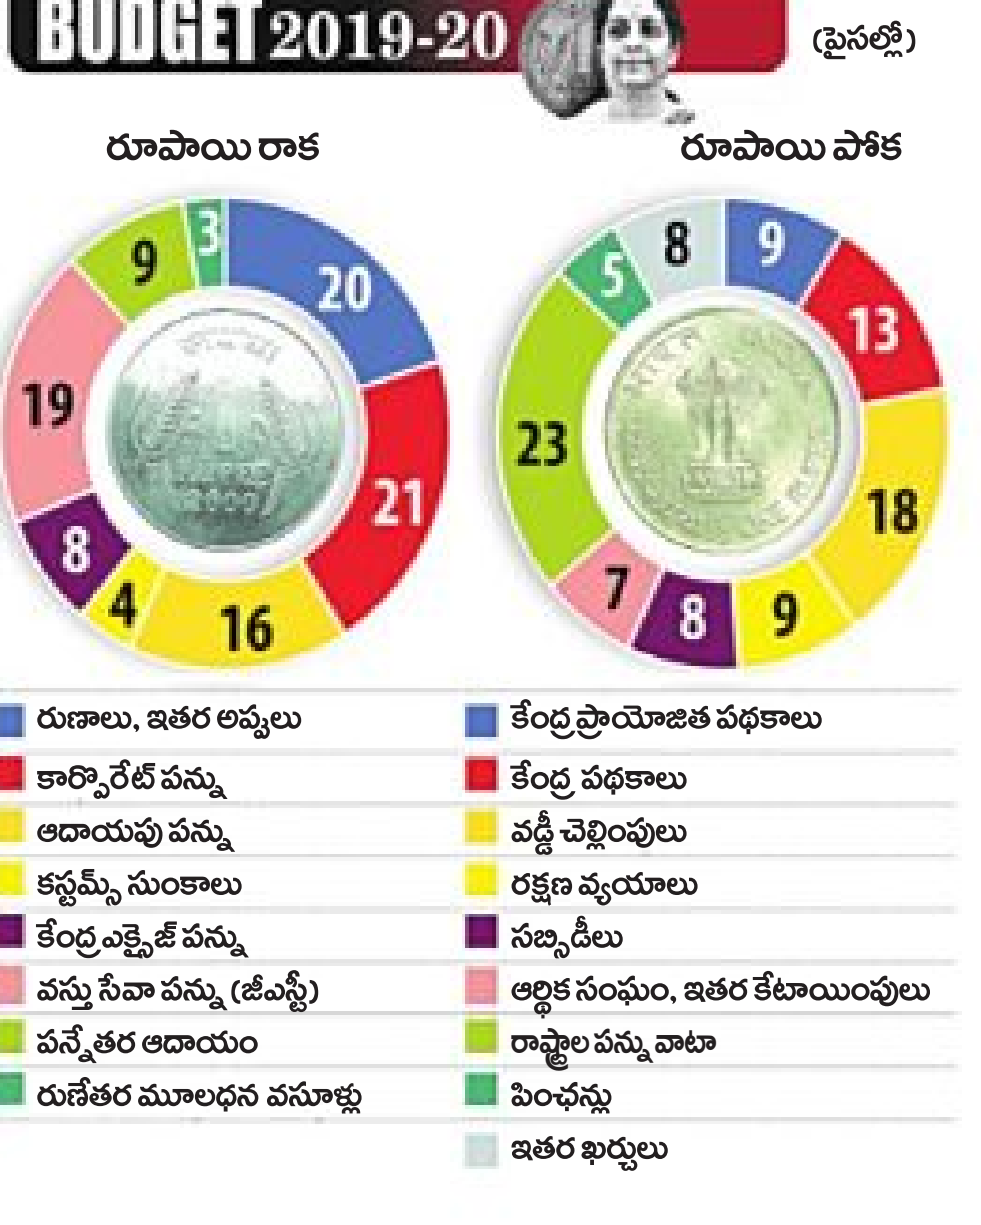 BUDGET 2019-20
(పైసల్లో)
రూపాయి రాక
రూపాయి పోక
3
20
21
16
4
8
19
9
8
9
13
18
9
8
7
23
5
రుణాలు, ఇతర అప్పులు
కార్పొరేట్ పన్ను
ఆదాయపు పన్ను
కస్టమ్స్ సుంకాలు
కేంద్ర ఎక్సైజ్ పన్ను
వస్తు సేవా పన్ను (జీఎస్టీ)
పన్నేతర ఆదాయం
రుణేతర మూలధన వసూళ్లు
కేంద్ర ప్రాయోజిత పథకాలు
కేంద్ర పథకాలు
వడ్డీ చెల్లింపులు
రక్షణ వ్యయాలు
సబ్సిడీలు
ఆర్థిక సంఘం, ఇతర కేటాయింపులు
రాష్ట్రాల పన్ను వాటా
పింఛన్లు
ఇతర ఖర్చులు